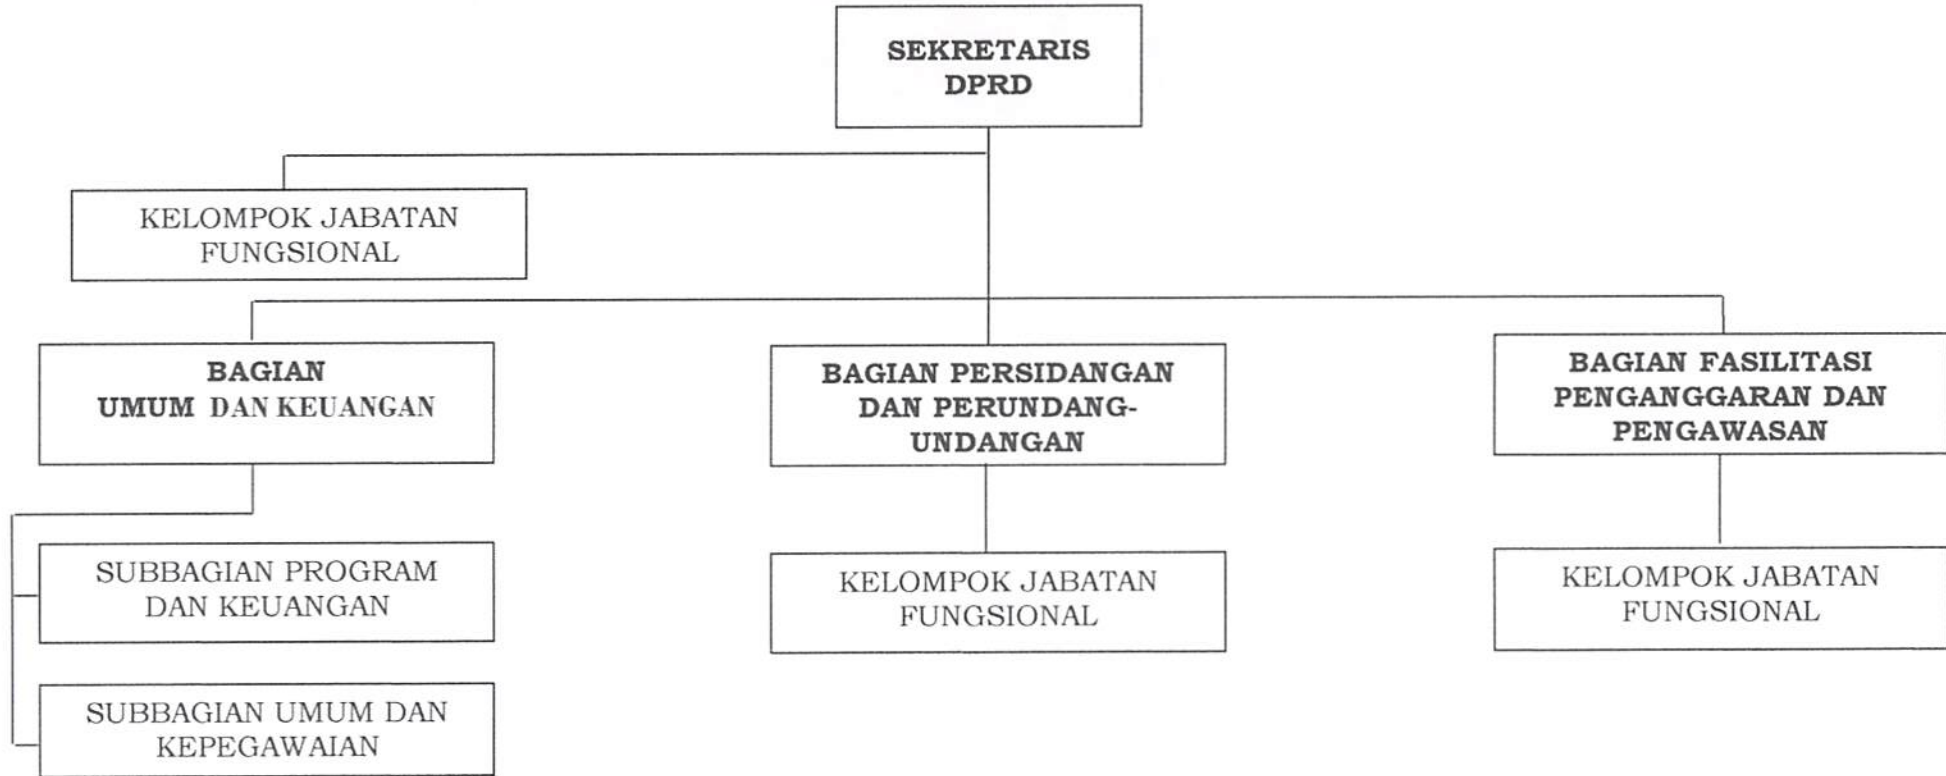 SEKRETARIS
DPRD
KELOMPOK JABATAN
FUNGSIONAL
BAGIAN
UMUM DAN KEUANGAN
BAGIAN PERSIDANGAN
DAN PERUNDANG-
UNDANGAN
BAGIAN FASILITASI
PENGANGGARAN DAN
PENGAWASAN
SUBBAGIAN PROGRAM
DAN KEUANGAN
KELOMPOK JABATAN
FUNGSIONAL
KELOMPOK JABATAN
FUNGSIONAL
SUBBAGIAN UMUM DAN
KEPEGAWAIAN